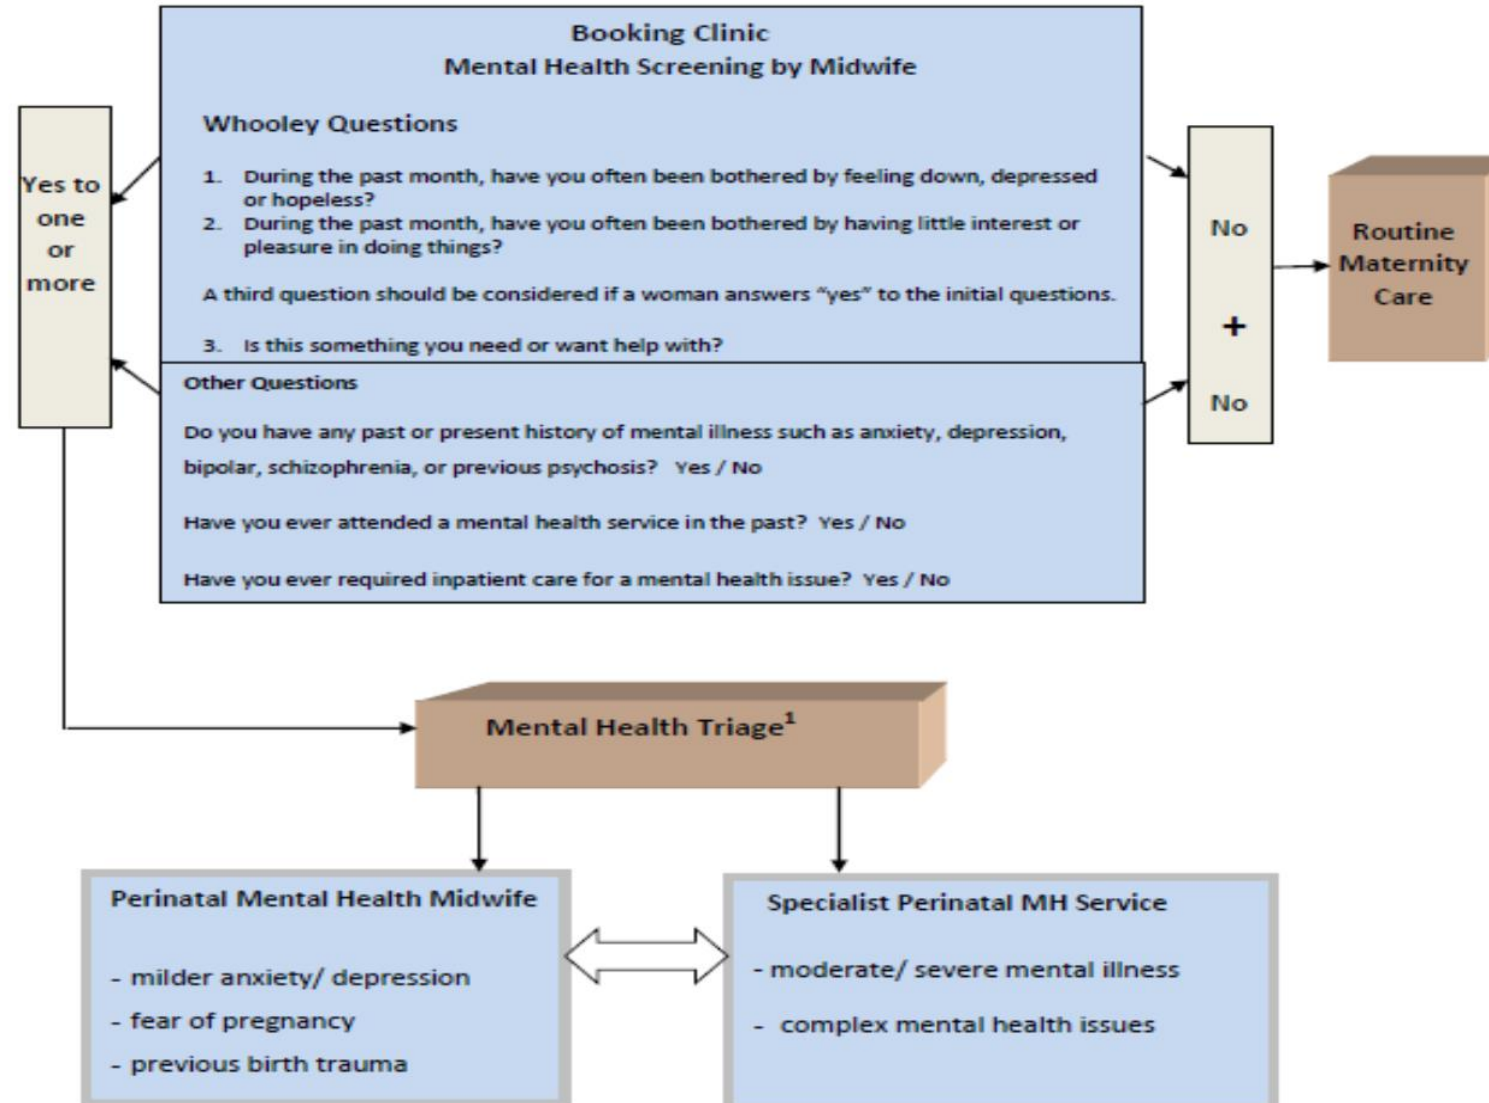 Booking Clinic
Mental Health Screening by Midwife
Whooley Questions
1. During the past month, have you often been bothered by feeling down, depressed
or hopeless?
2. During the past month, have you often been bothered by having little interest or
pleasure in doing things?
A third question should be considered if a woman answers “yes” to the initial questions.
3. Is this something you need or want help with?
Other Questions
Do you have any past or present history of mental illness such as anxiety, depression,
bipolar, schizophrenia, or previous psychosis? Yes / No
Have you ever attended a mental health service in the past? Yes / No
Have you ever required inpatient care for a mental health issue? Yes / No
Yes to
one
or
more
No
+
No
Routine
Maternity
Care
Mental Health Triage¹
Perinatal Mental Health Midwife
- milder anxiety/ depression
- fear of pregnancy
- previous birth trauma
Specialist Perinatal MH Service
- moderate/ severe mental illness
- complex mental health issues